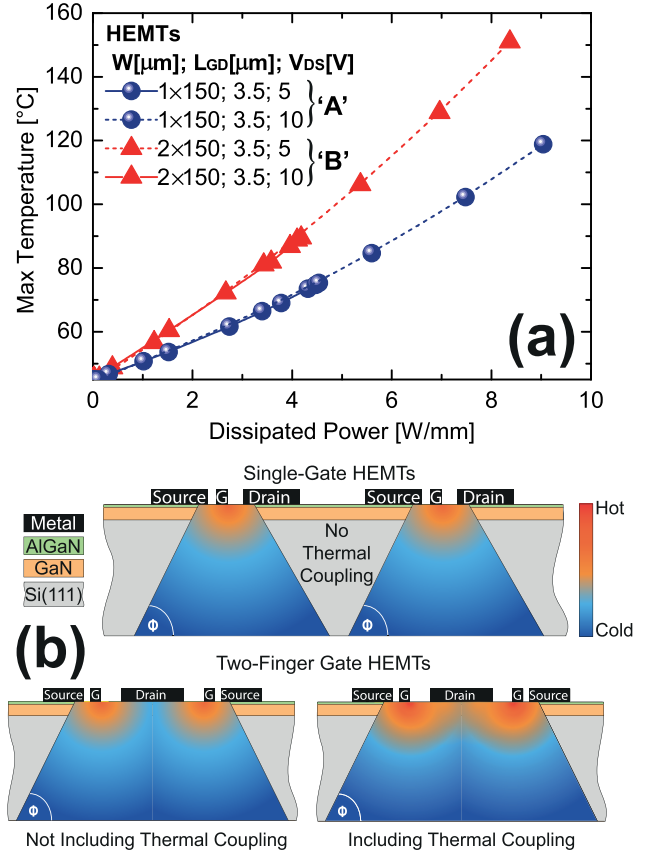 160
140
120
100
80
60
Max Temperature [°C]
HEMTs
W[µm]; LGD[µm]; VDS[V]
1×150; 3.5; 5
1×150; 3.5; 10
'A'
2×150; 3.5; 5
2×150; 3.5; 10
'B'
(a)
0 2 4 6 8 10
Dissipated Power [W/mm]
Single-Gate HEMTs
Source G Drain Source G Drain
Metal
AlGaN
GaN
Si(111)
No
Thermal
Coupling
Hot
Cold
Φ Φ
(b)
Two-Finger Gate HEMTs
Source G Drain G Source Source G Drain G Source
Φ Φ
Not Including Thermal Coupling Including Thermal Coupling